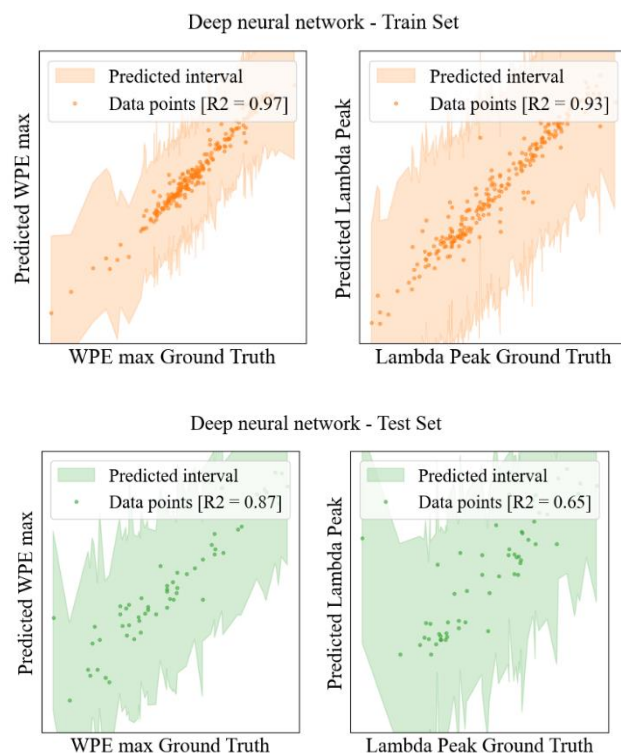 Deep neural network - Train Set
Predicted WPE max
Predicted interval
Data points [R2 = 0.97]
WPE max Ground Truth
Predicted Lambda Peak
Predicted interval
Data points [R2 = 0.93]
Lambda Peak Ground Truth
Deep neural network - Test Set
Predicted WPE max
Predicted interval
Data points [R2 = 0.87]
WPE max Ground Truth
Predicted Lambda Peak
Predicted interval
Data points [R2 = 0.65]
Lambda Peak Ground Truth